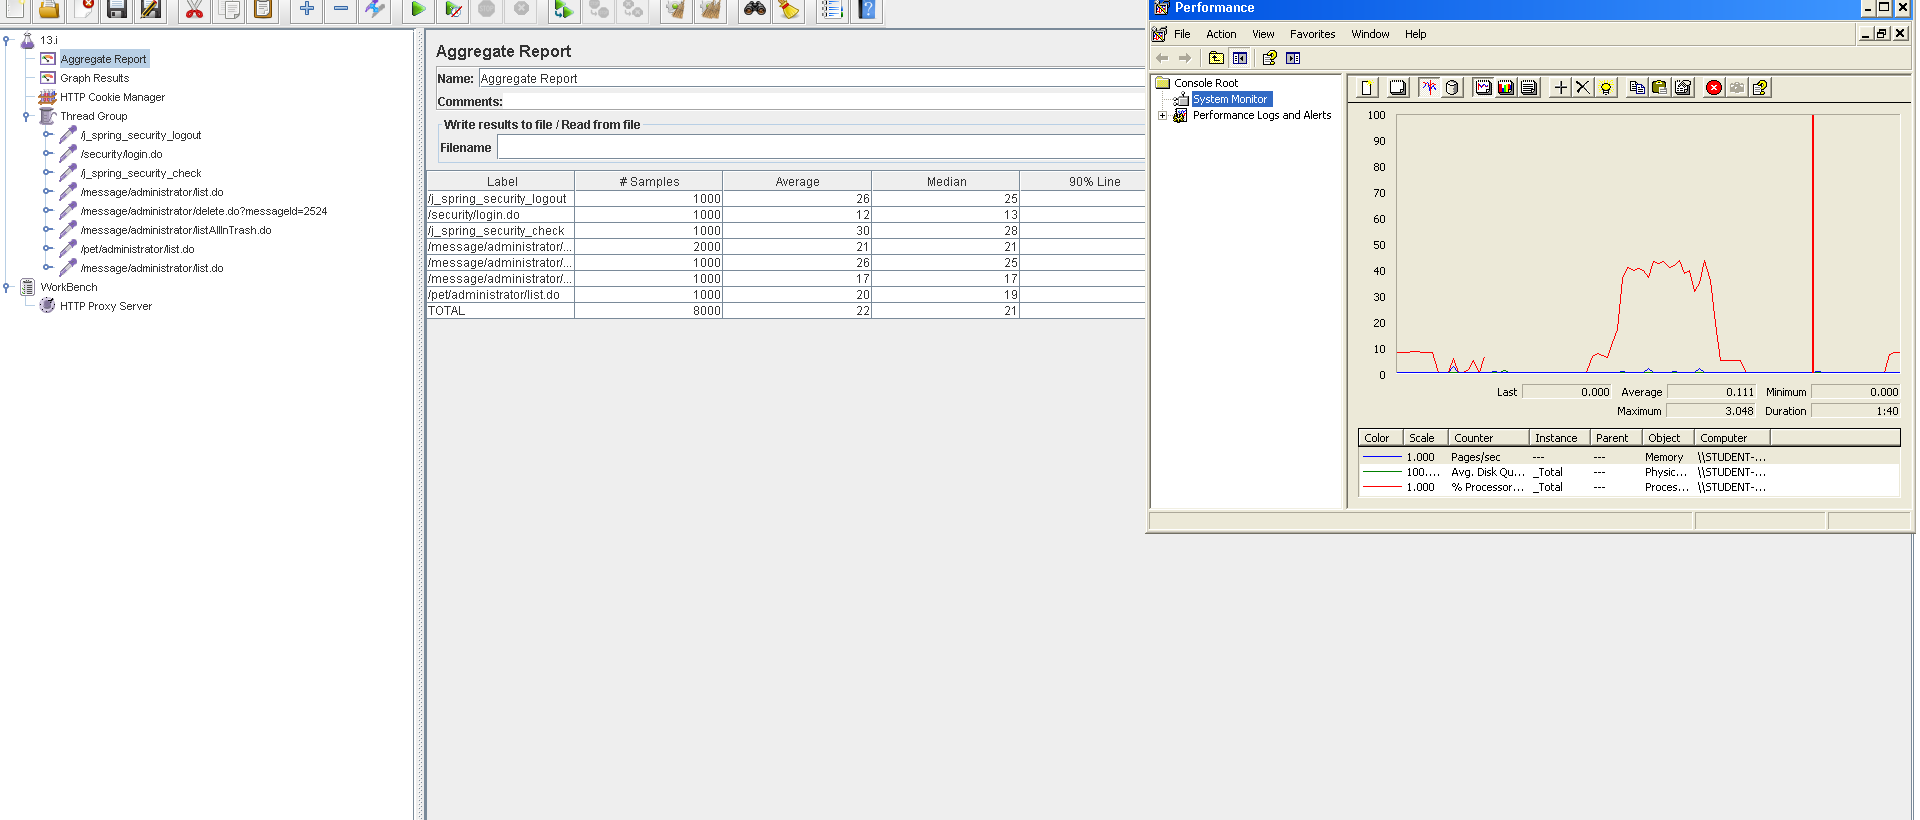 13.i
Aggregate Report
Graph Results
HTTP Cookie Manager
Thread Group
/j_spring_security_logout
/security/login.do
/j_spring_security_check
/message/administrator/list.do
/message/administrator/delete.do?messageId=2524
/message/administrator/listAllInTrash.do
/pet/administrator/list.do
/message/administrator/list.do
WorkBench
HTTP Proxy Server
Aggregate Report
Name: Aggregate Report
Comments:
Write results to file / Read from file
Filename
Label # Samples Average Median 90% Line
/j_spring_security_logout 1000 26 25
/security/login.do 1000 12 13
/j_spring_security_check 1000 30 28
/message/administrator/... 2000 21 21
/message/administrator/... 1000 26 25
/message/administrator/... 1000 17 17
/pet/administrator/list.do 1000 20 19
TOTAL 8000 22 21
Performance
File Action View Favorites Window Help
Console Root
System Monitor
Performance Logs and Alerts
100
90
80
70
60
50
40
30
20
10
0
Last 0.000 Average 0.111 Minimum 0.000
Maximum 3.048 Duration 1:40
Color Scale Counter Instance Parent Object Computer
1.000 Pages/sec --- --- Memory \\STUDENT-...
100.... Avg. Disk Qu... _Total --- Physic... \\STUDENT-...
1.000 % Processor... _Total --- Proces... \\STUDENT-...